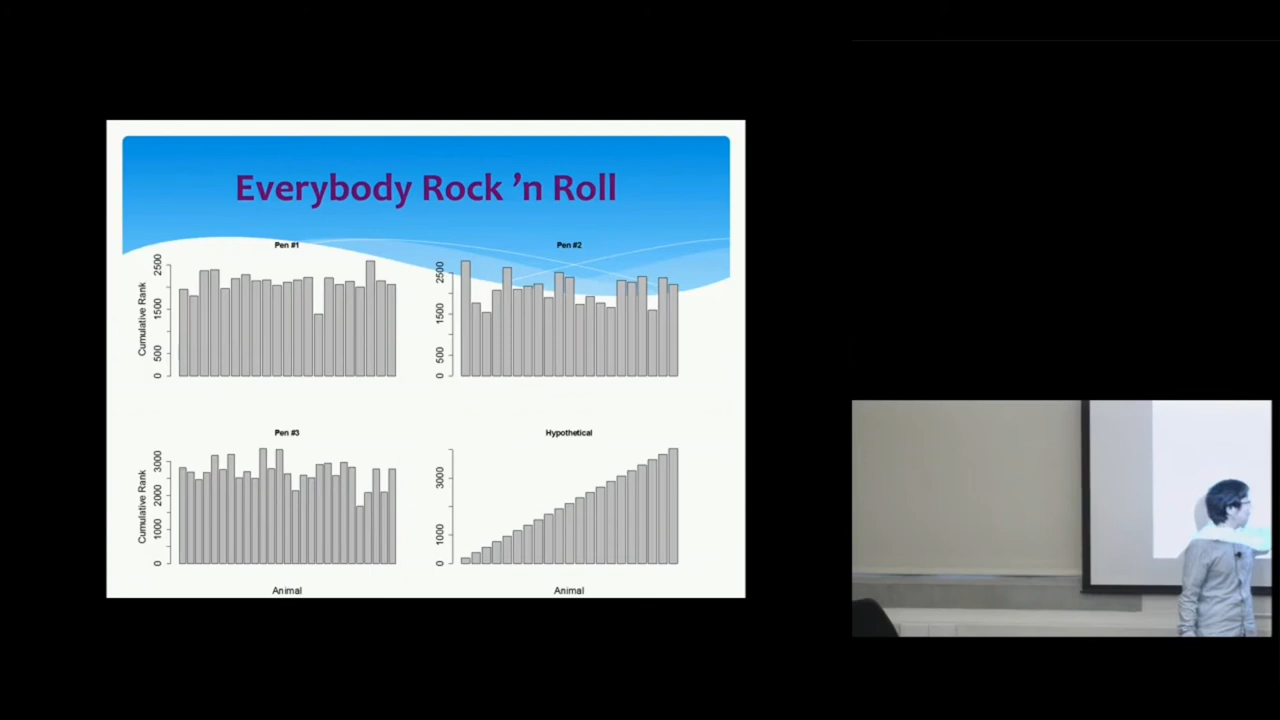 Everybody Rock ’n Roll
Pen #1
Cumulative Rank
0 500 1500 2500
Pen #2
0 500 1500 2500
Pen #3
Cumulative Rank
0 1000 2000 3000
Animal
Hypothetical
0 1000 3000
Animal